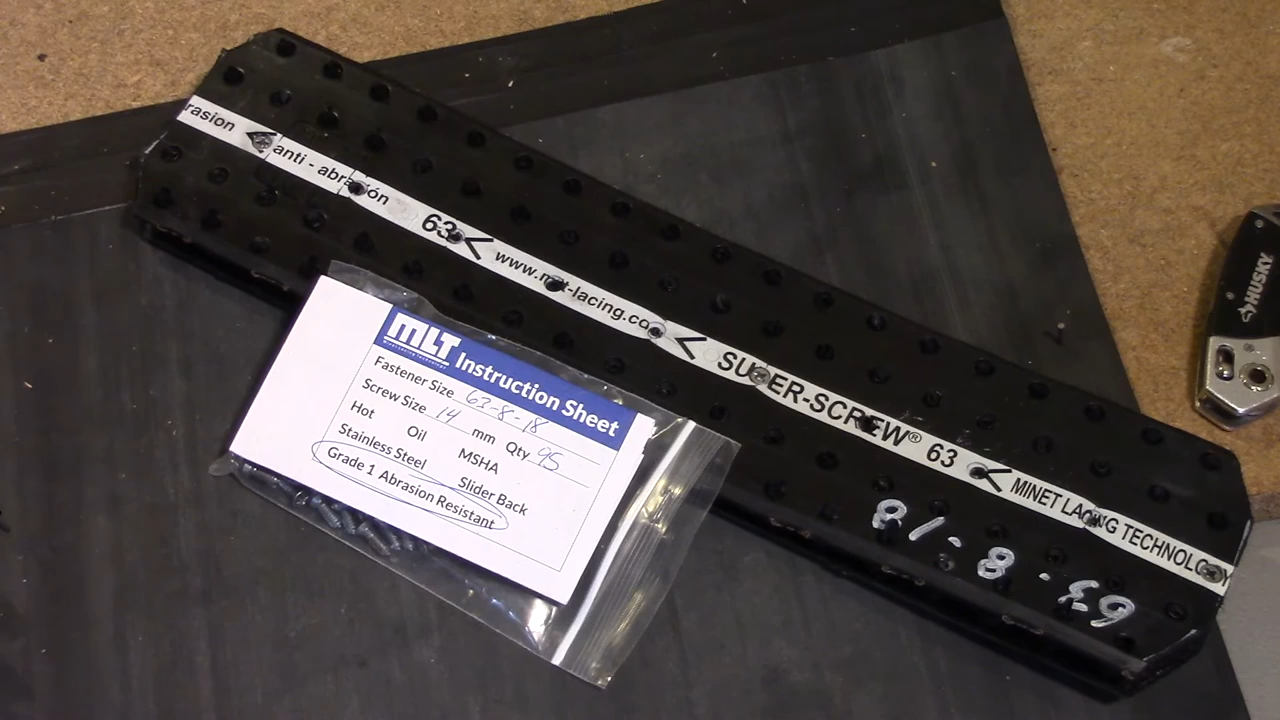 rasion < anti - abrasión 63 < www.mlt-lacing.co < SUPER-SCREW® 63 < MINET LACING TECHNOLOGY
63-8-18
MLT Instruction Sheet
Fastener Size 63-8-18
Screw Size 14 mm Qty 95
Hot Oil MSHA
Stainless Steel Slider Back
Grade 1 Abrasion Resistant
HUSKY